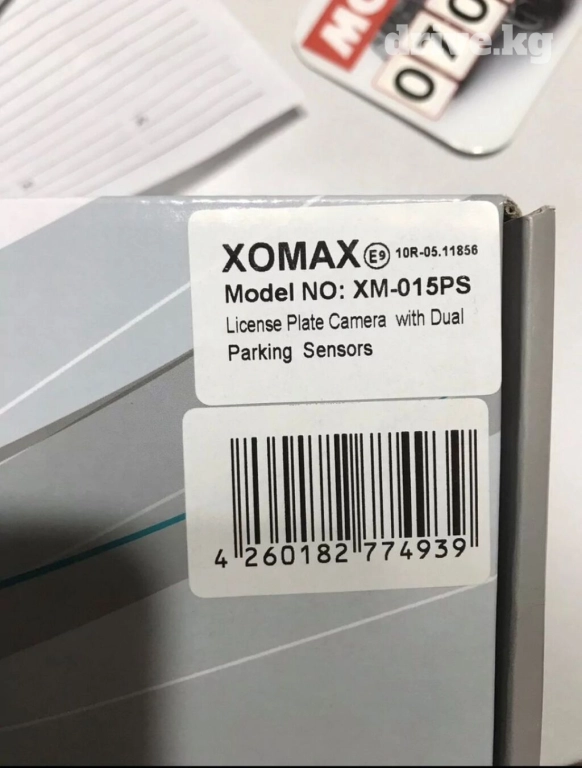 drive.kg
070
XOMAX E9 10R-05.11856
Model NO: XM-015PS
License Plate Camera with Dual
Parking Sensors
4 260182 774939